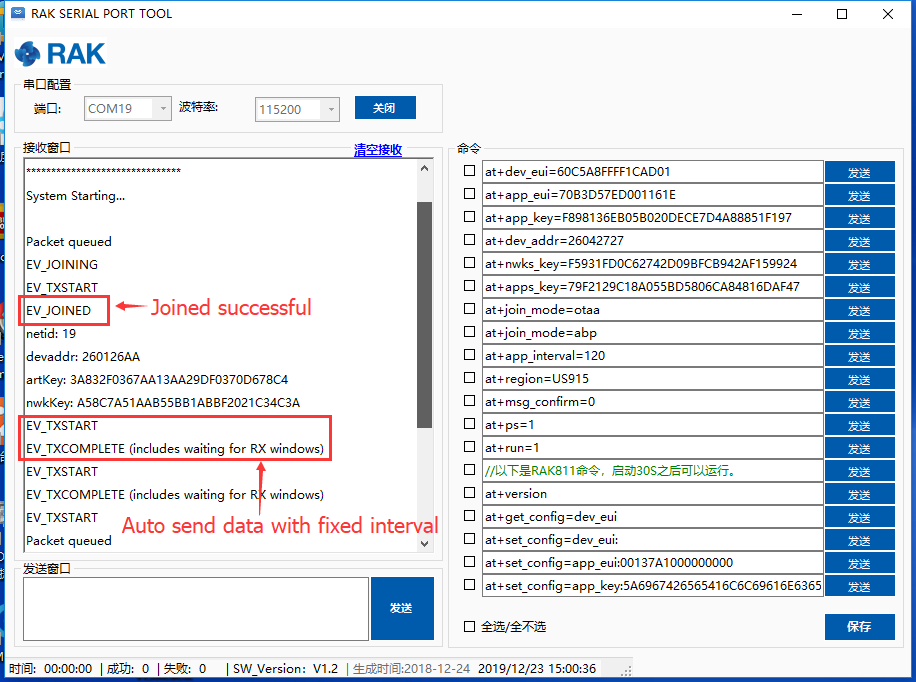 RAK SERIAL PORT TOOL
RAK
串口配置
端口: COM19 波特率: 115200 关闭
接收窗口 清空接收
*******************************
System Starting...
Packet queued
EV_JOINING
EV_TXSTART
EV_JOINED Joined successful
netid: 19
devaddr: 260126AA
artKey: 3A832F0367AA13AA29DF0370D678C4
nwkKey: A58C7A51AAB55BB1ABBF2021C34C3A
EV_TXSTART
EV_TXCOMPLETE (includes waiting for RX windows)
EV_TXSTART
EV_TXCOMPLETE (includes waiting for RX windows)
EV_TXSTART
Auto send data with fixed interval
Packet queued
发送窗口
发送
命令
at+dev_eui=60C5A8FFFF1CAD01 发送
at+app_eui=70B3D57ED001161E 发送
at+app_key=F898136EB05B020DECE7D4A88851F197 发送
at+dev_addr=26042727 发送
at+nwks_key=F5931FD0C62742D09BFCB942AF159924 发送
at+apps_key=79F2129C18A055BD5806CA84816DAF47 发送
at+join_mode=otaa 发送
at+join_mode=abp 发送
at+app_interval=120 发送
at+region=US915 发送
at+msg_confirm=0 发送
at+ps=1 发送
at+run=1 发送
//以下是RAK811命令，启动30S之后可以运行。 发送
at+version 发送
at+get_config=dev_eui 发送
at+set_config=dev_eui: 发送
at+set_config=app_eui:00137A1000000000 发送
at+set_config=app_key:5A6967426565416C6C69616E6365 发送
全选/全不选 保存
时间: 00:00:00 | 成功: 0 | 失败: 0 | SW_Version: V1.2 | 生成时间:2018-12-24 2019/12/23 15:00:36